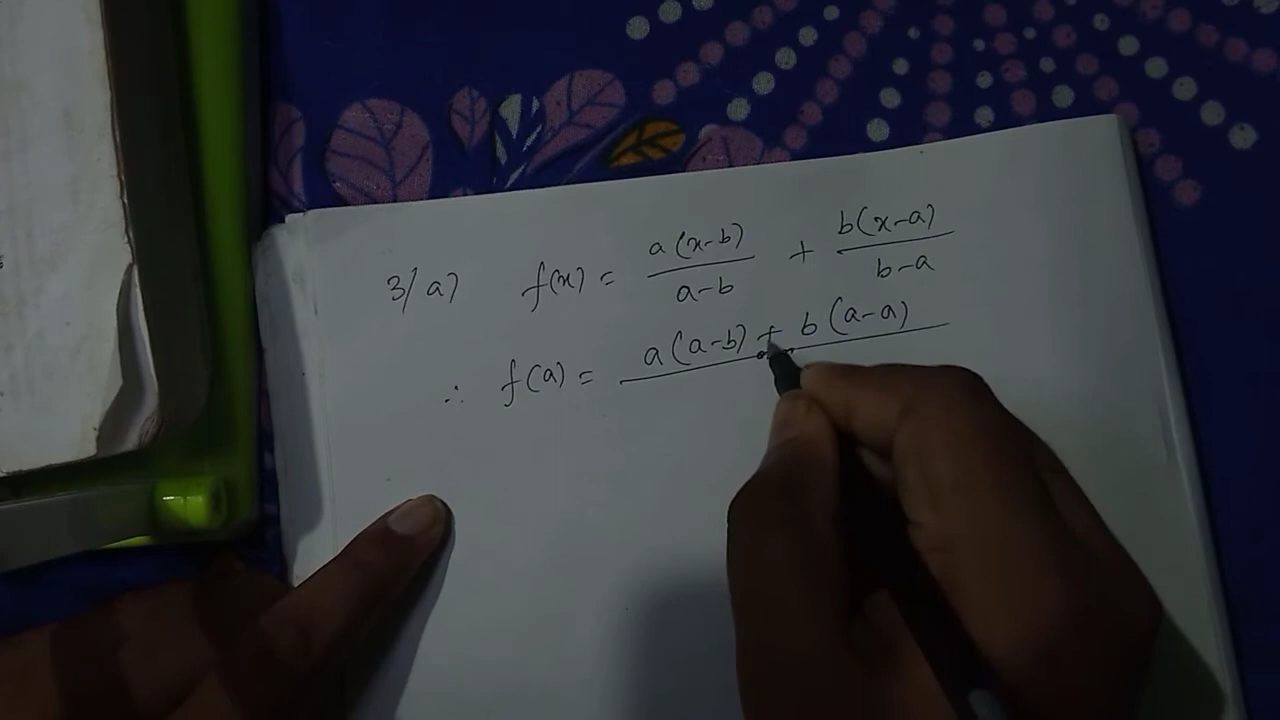 3/a) f(x) = a(x-b)/a-b + b(x-a)/b-a
∴ f(a) = a(a-b) + b(a-a)